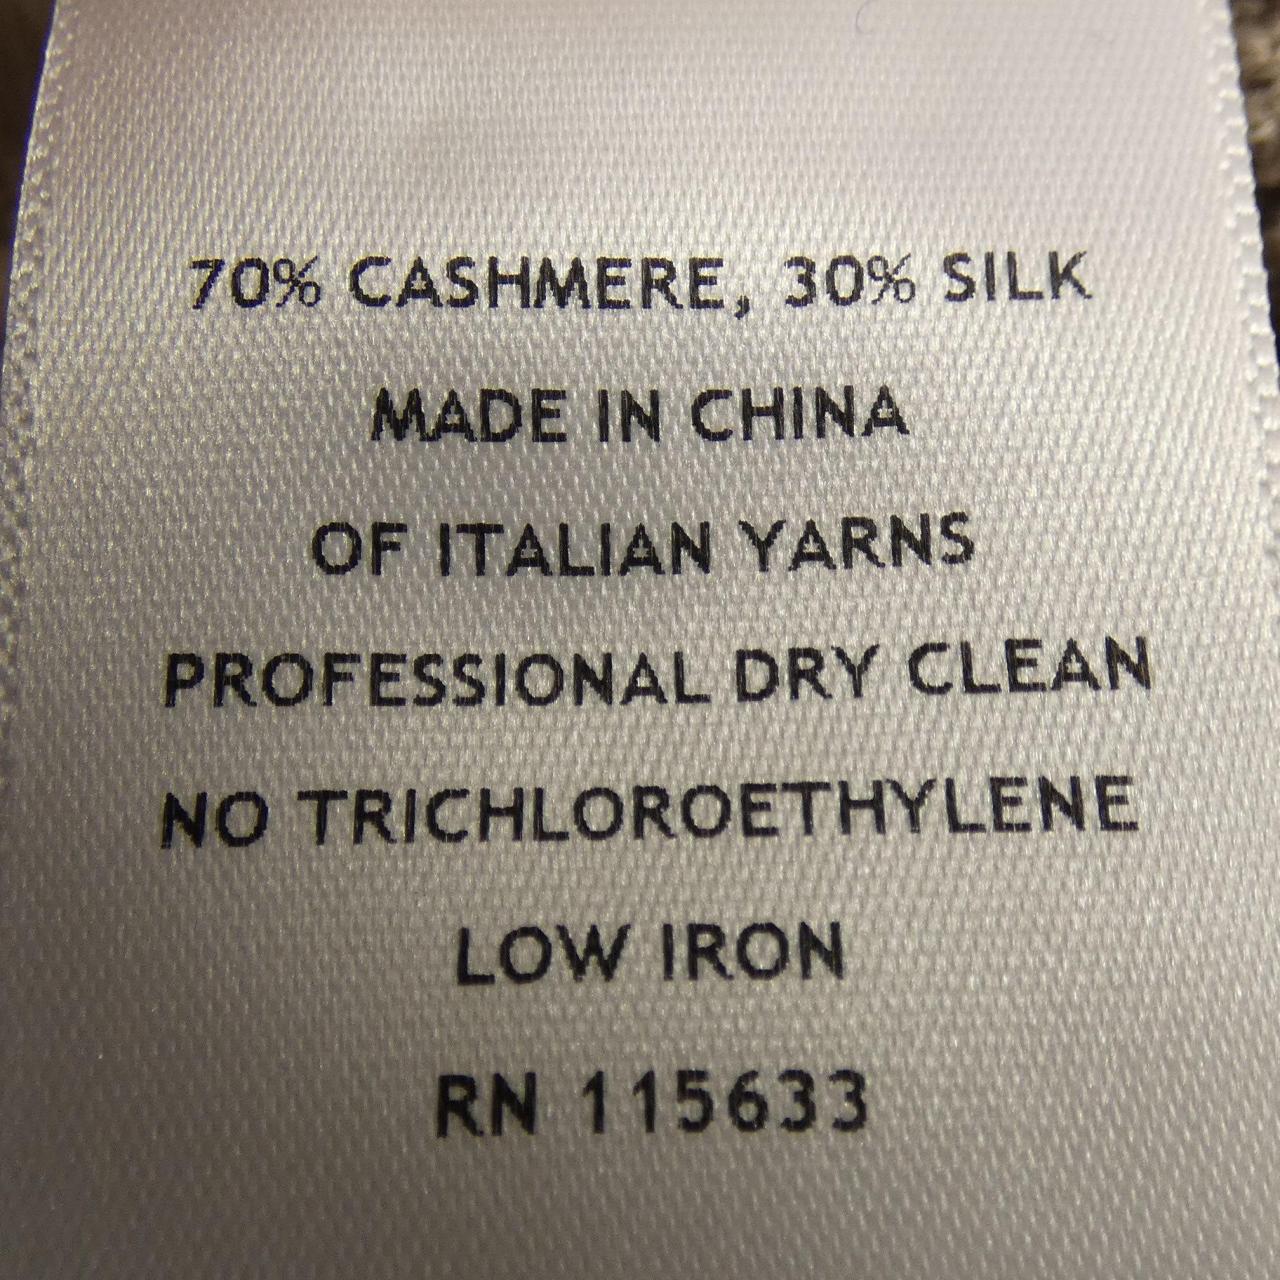 70% CASHMERE, 30% SILK
MADE IN CHINA
OF ITALIAN YARNS
PROFESSIONAL DRY CLEAN
NO TRICHLOROETHYLENE
LOW IRON
RN 115633